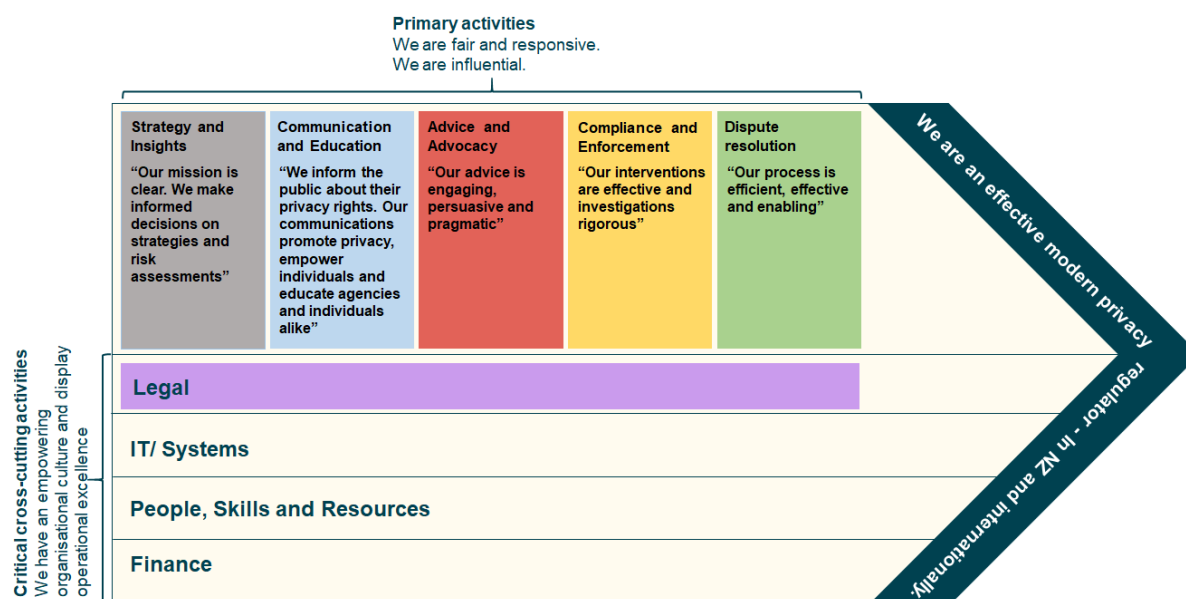 Primary activities
We are fair and responsive.
We are influential.
Strategy and
Insights
“Our mission is
clear. We make
informed
decisions on
strategies and
risk
assessments”
Communication
and Education
“We inform the
public about their
privacy rights. Our
communications
promote privacy,
empower
individuals and
educate agencies
and individuals
alike”
Advice and
Advocacy
“Our advice is
engaging,
persuasive and
pragmatic”
Compliance and
Enforcement
“Our interventions
are effective and
investigations
rigorous”
Dispute
resolution
“Our process is
efficient, effective
and enabling”
We are an effective modern privacy
regulator - In NZ and internationally.
Critical cross-cutting activities
We have an empowering
organisational culture and display
operational excellence
Legal
IT/ Systems
People, Skills and Resources
Finance